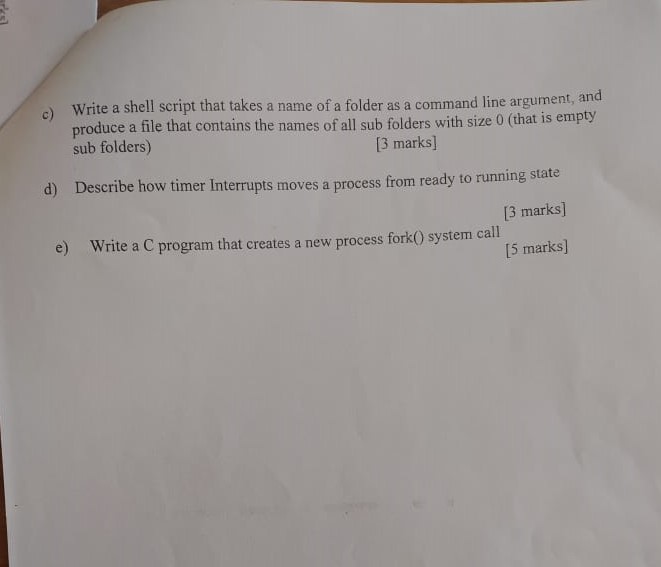 c) Write a shell script that takes a name of a folder as a command line argument, and
produce a file that contains the names of all sub folders with size 0 (that is empty
sub folders) [3 marks]
d) Describe how timer Interrupts moves a process from ready to running state
[3 marks]
e) Write a C program that creates a new process fork() system call
[5 marks]